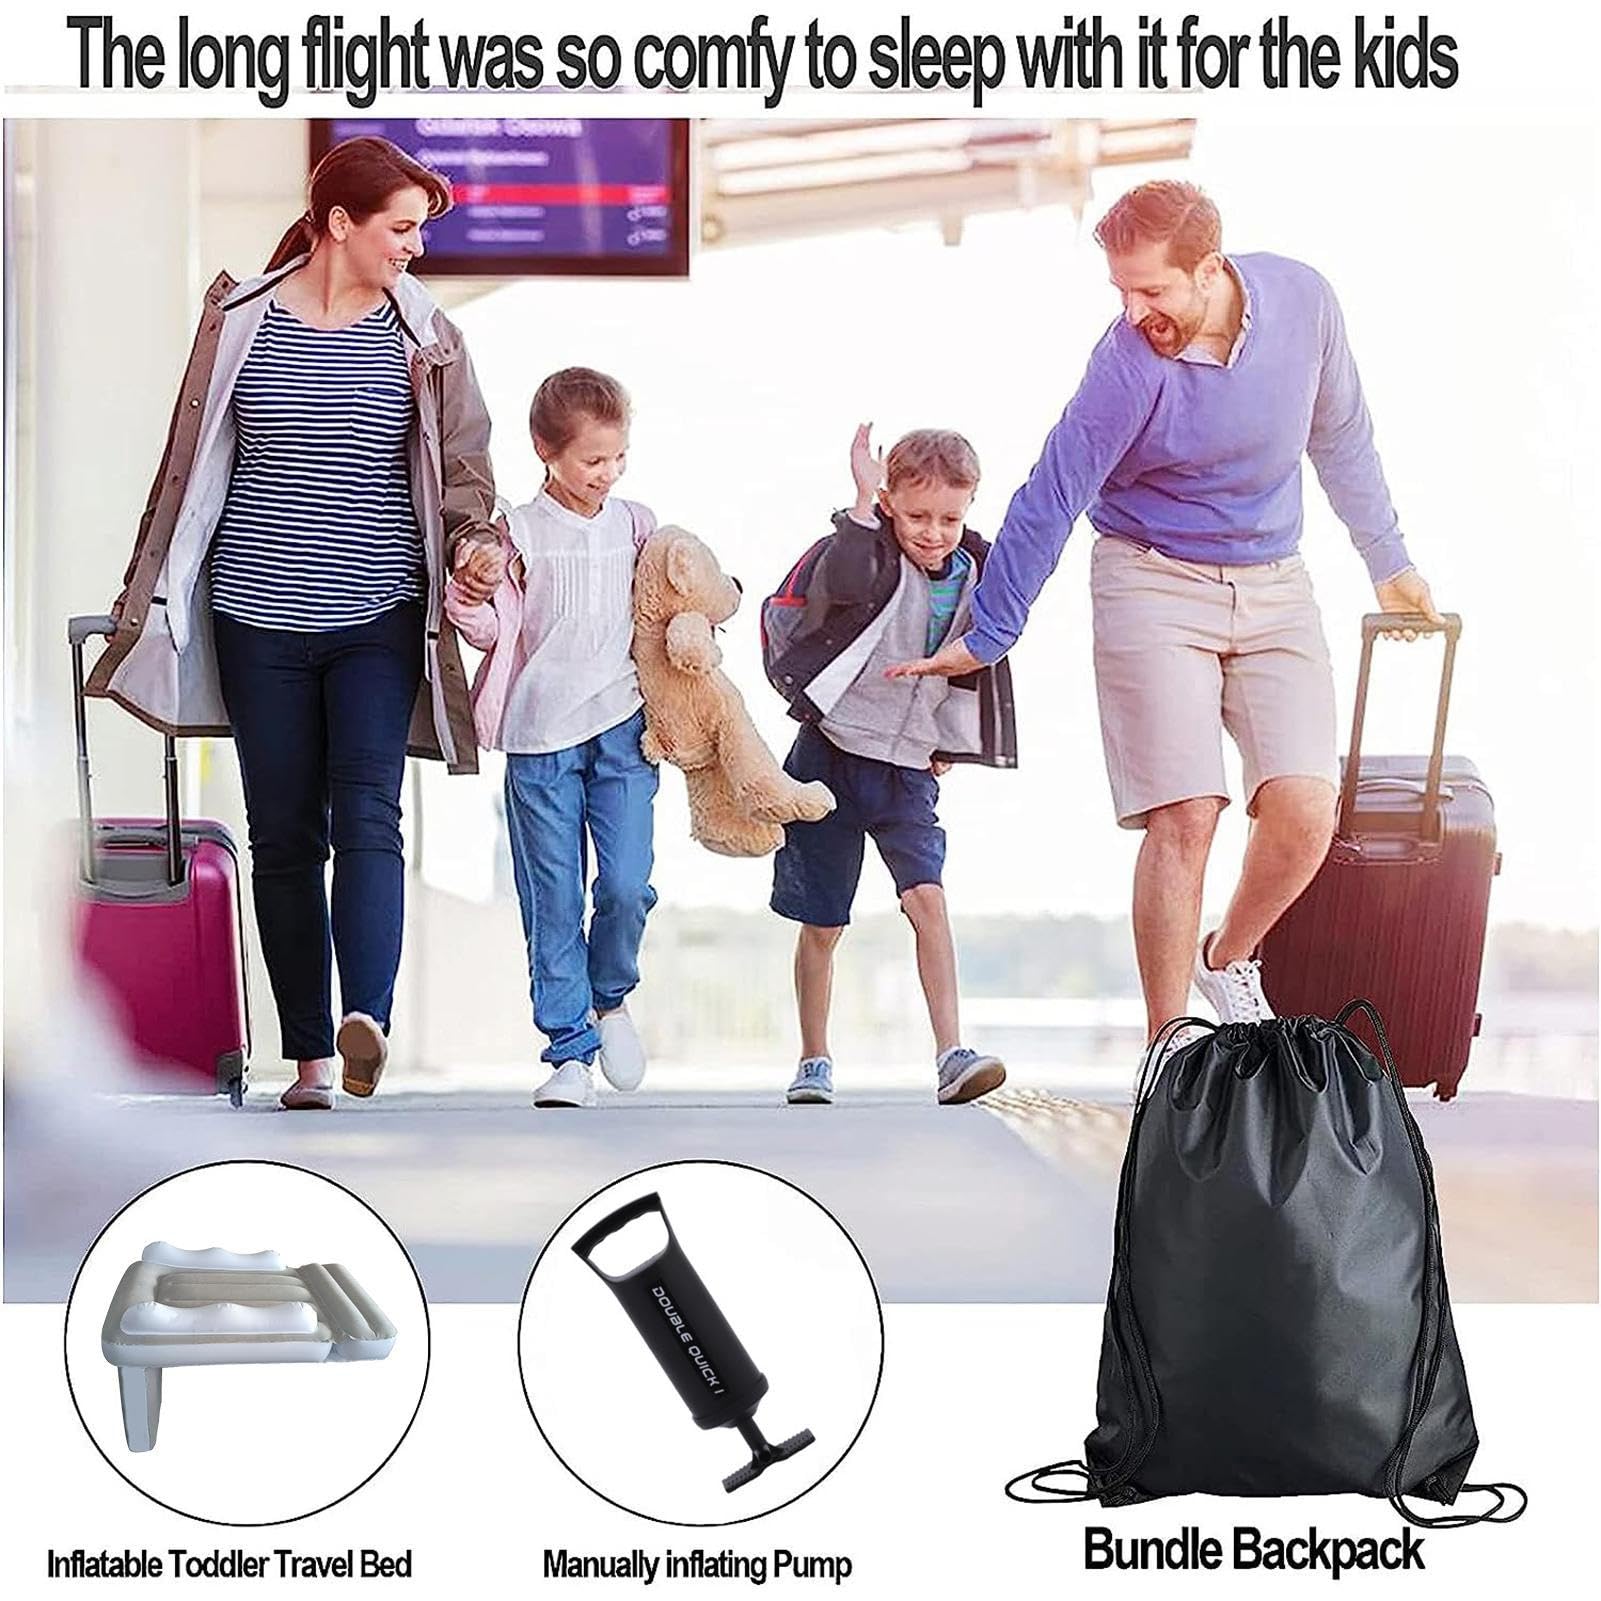 The long flight was so comfy to sleep with it for the kids
DOUBLE QUICK I
Inflatable Toddler Travel Bed
Manually inflating Pump
Bundle Backpack